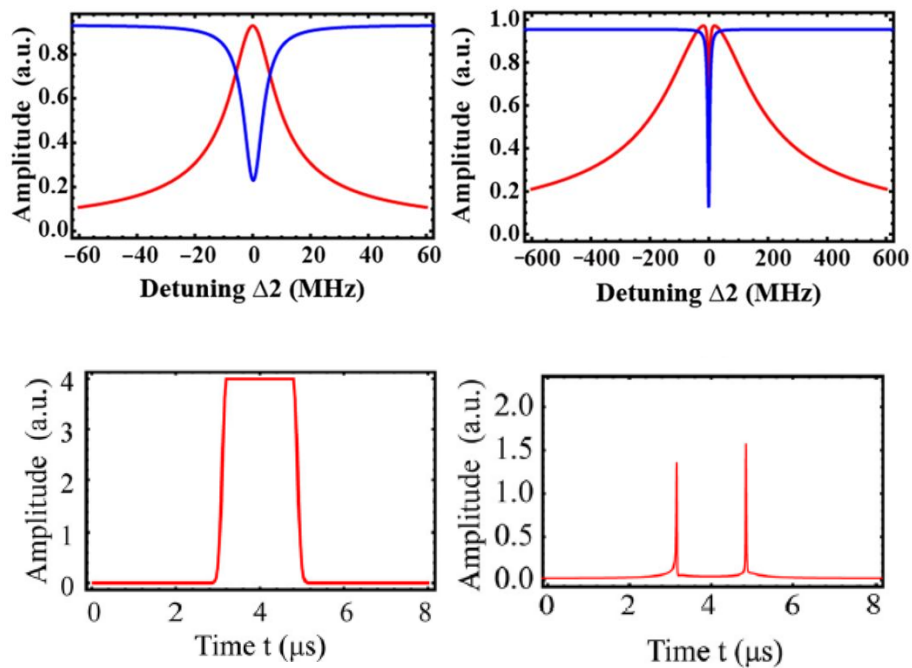 Amplitude (a.u.)
0.8
0.6
0.4
0.2
0.0
−60 −40 −20 0 20 40 60
Detuning Δ2 (MHz)
Amplitude (a.u.)
1.0
0.8
0.6
0.4
0.2
0.0
-600 -400 -200 0 200 400 600
Detuning Δ2 (MHz)
Amplitude (a.u.)
4
3
2
1
0
0 2 4 6 8
Time t (μs)
Amplitude (a.u.)
2.0
1.5
1.0
0.5
0.0
0 2 4 6 8
Time t (μs)